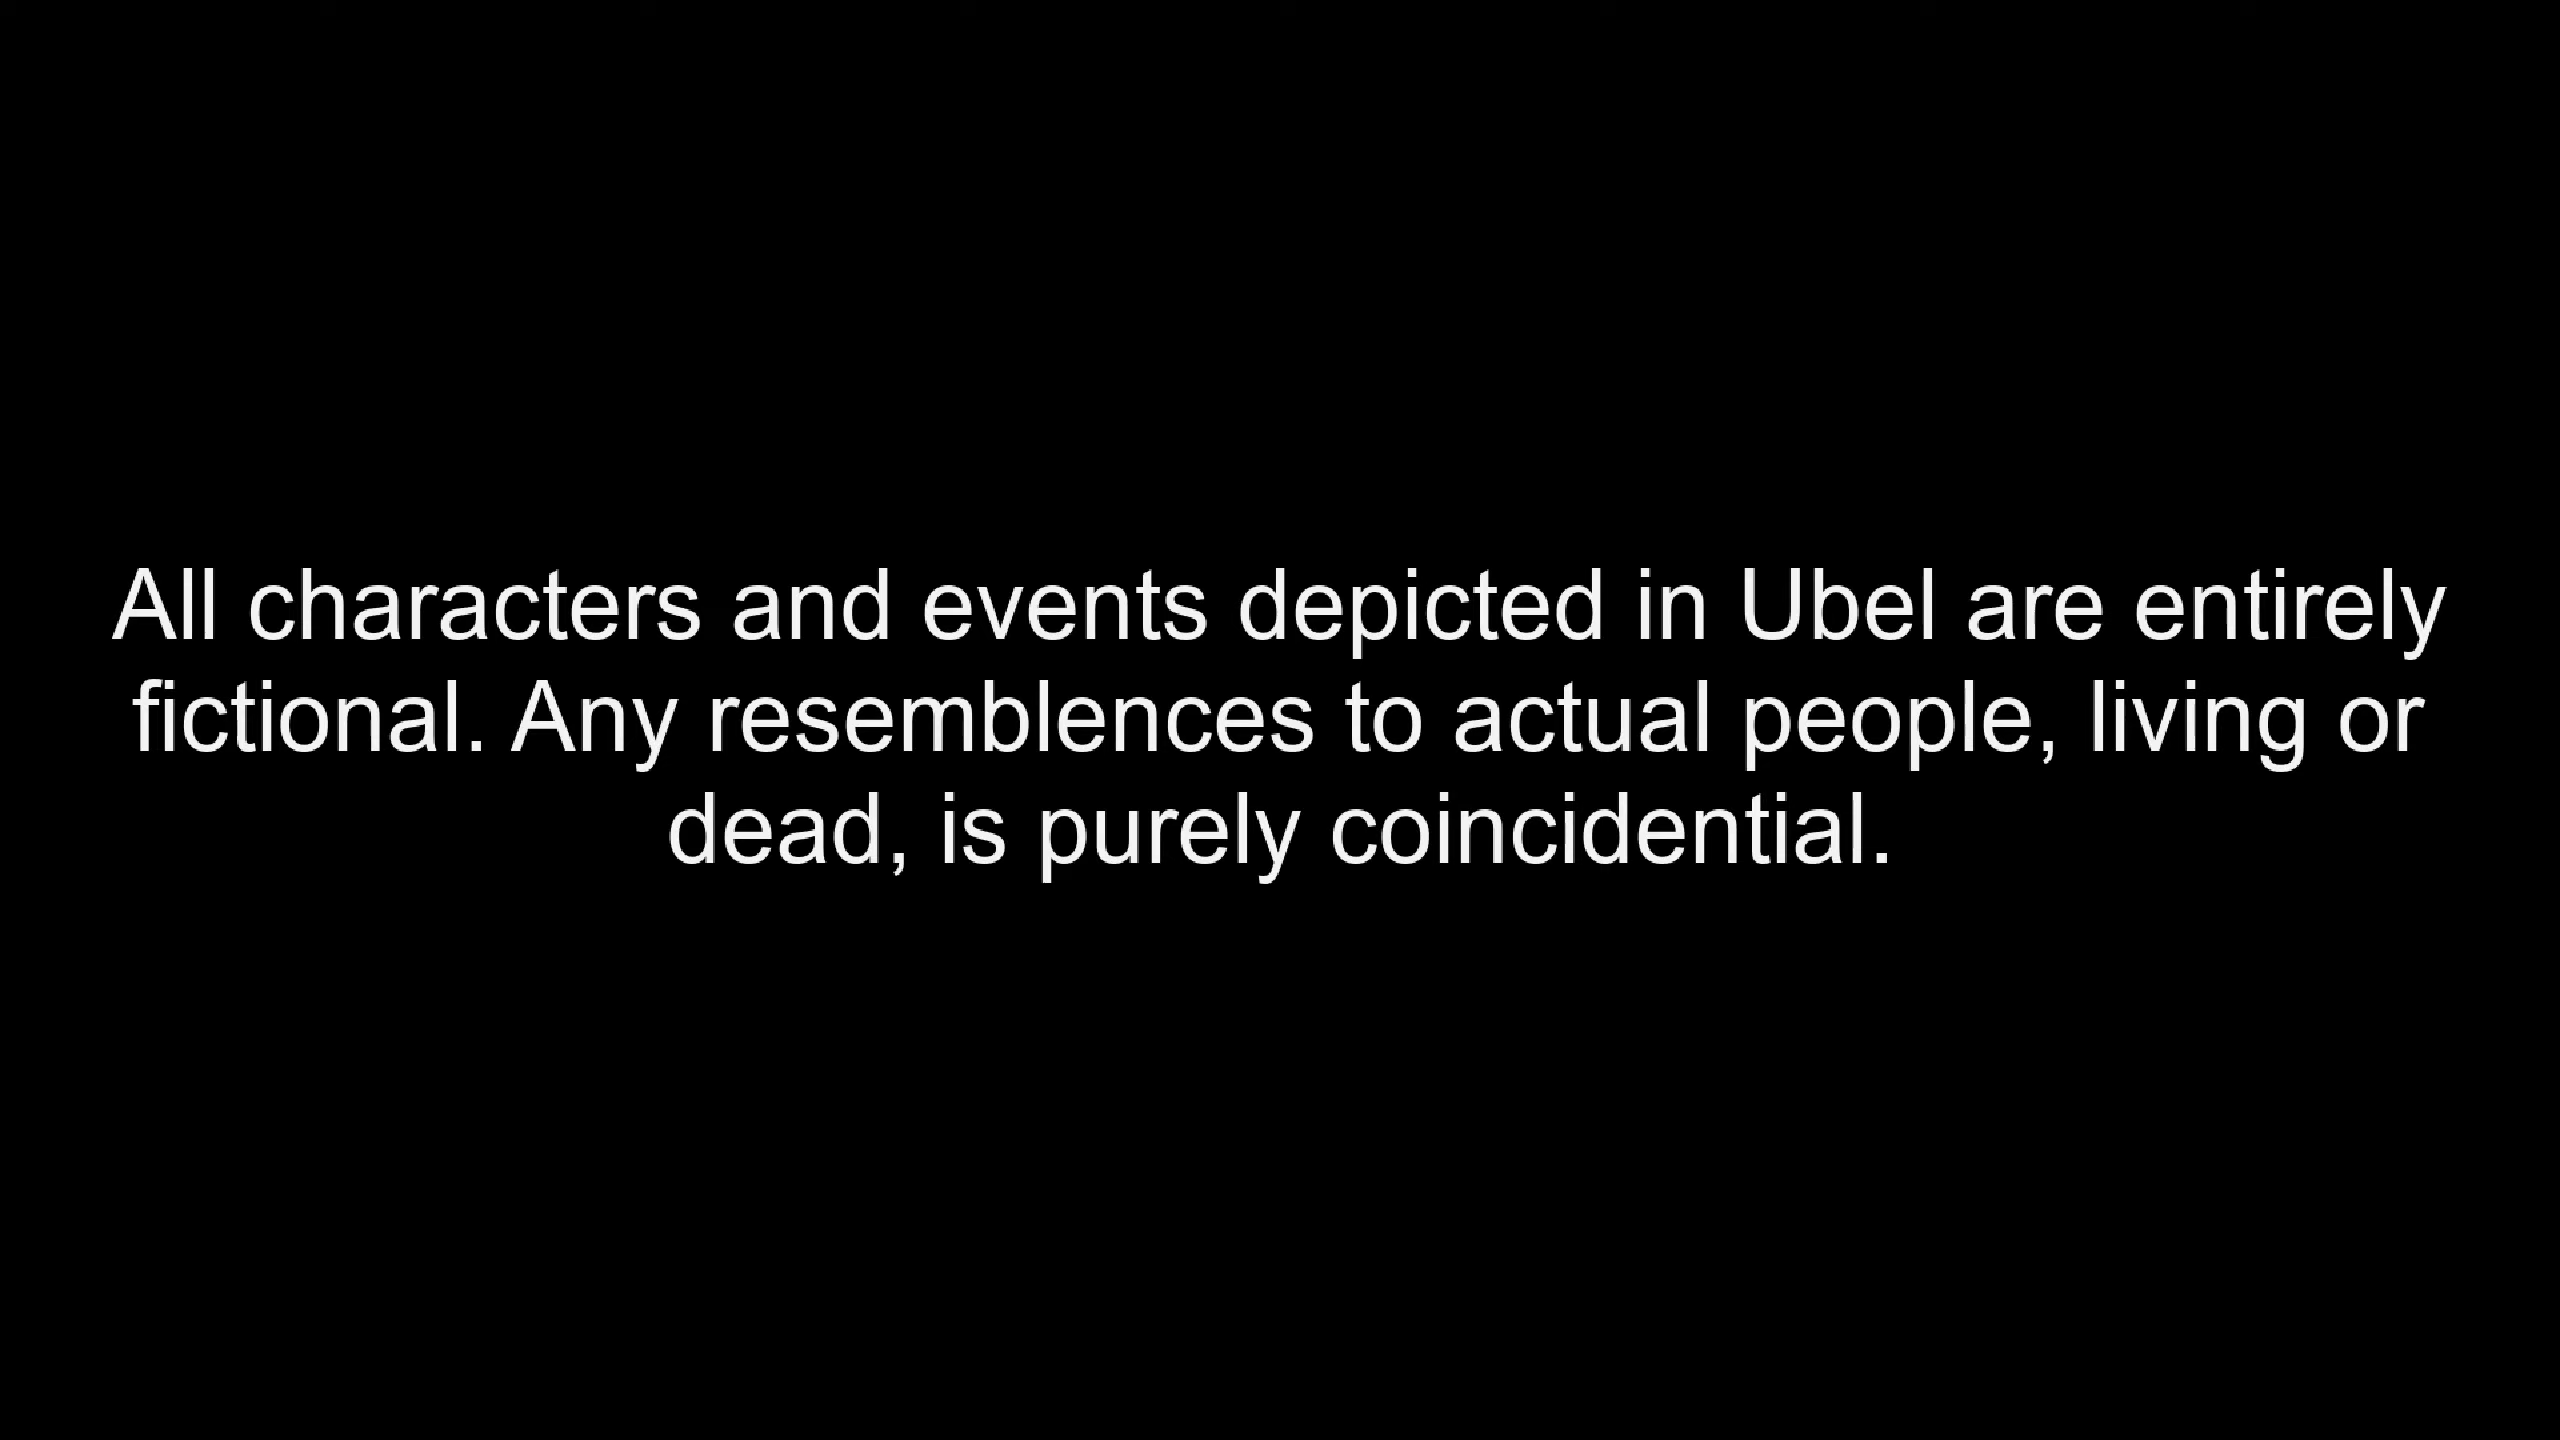 All characters and events depicted in Ubel are entirely
fictional. Any resemblences to actual people, living or
dead, is purely coincidential.